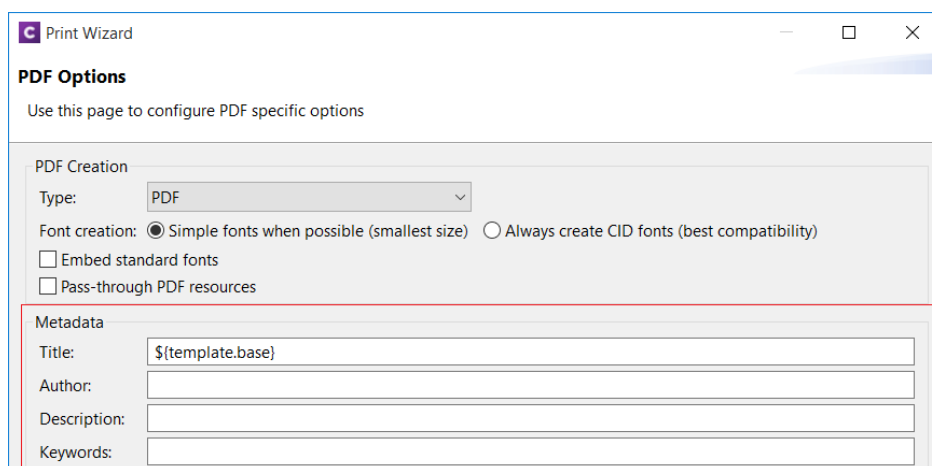 C Print Wizard
PDF Options
Use this page to configure PDF specific options
PDF Creation
Type: PDF
Font creation: Simple fonts when possible (smallest size) Always create CID fonts (best compatibility)
Embed standard fonts
Pass-through PDF resources
Metadata
Title: ${template.base}
Author:
Description:
Keywords: